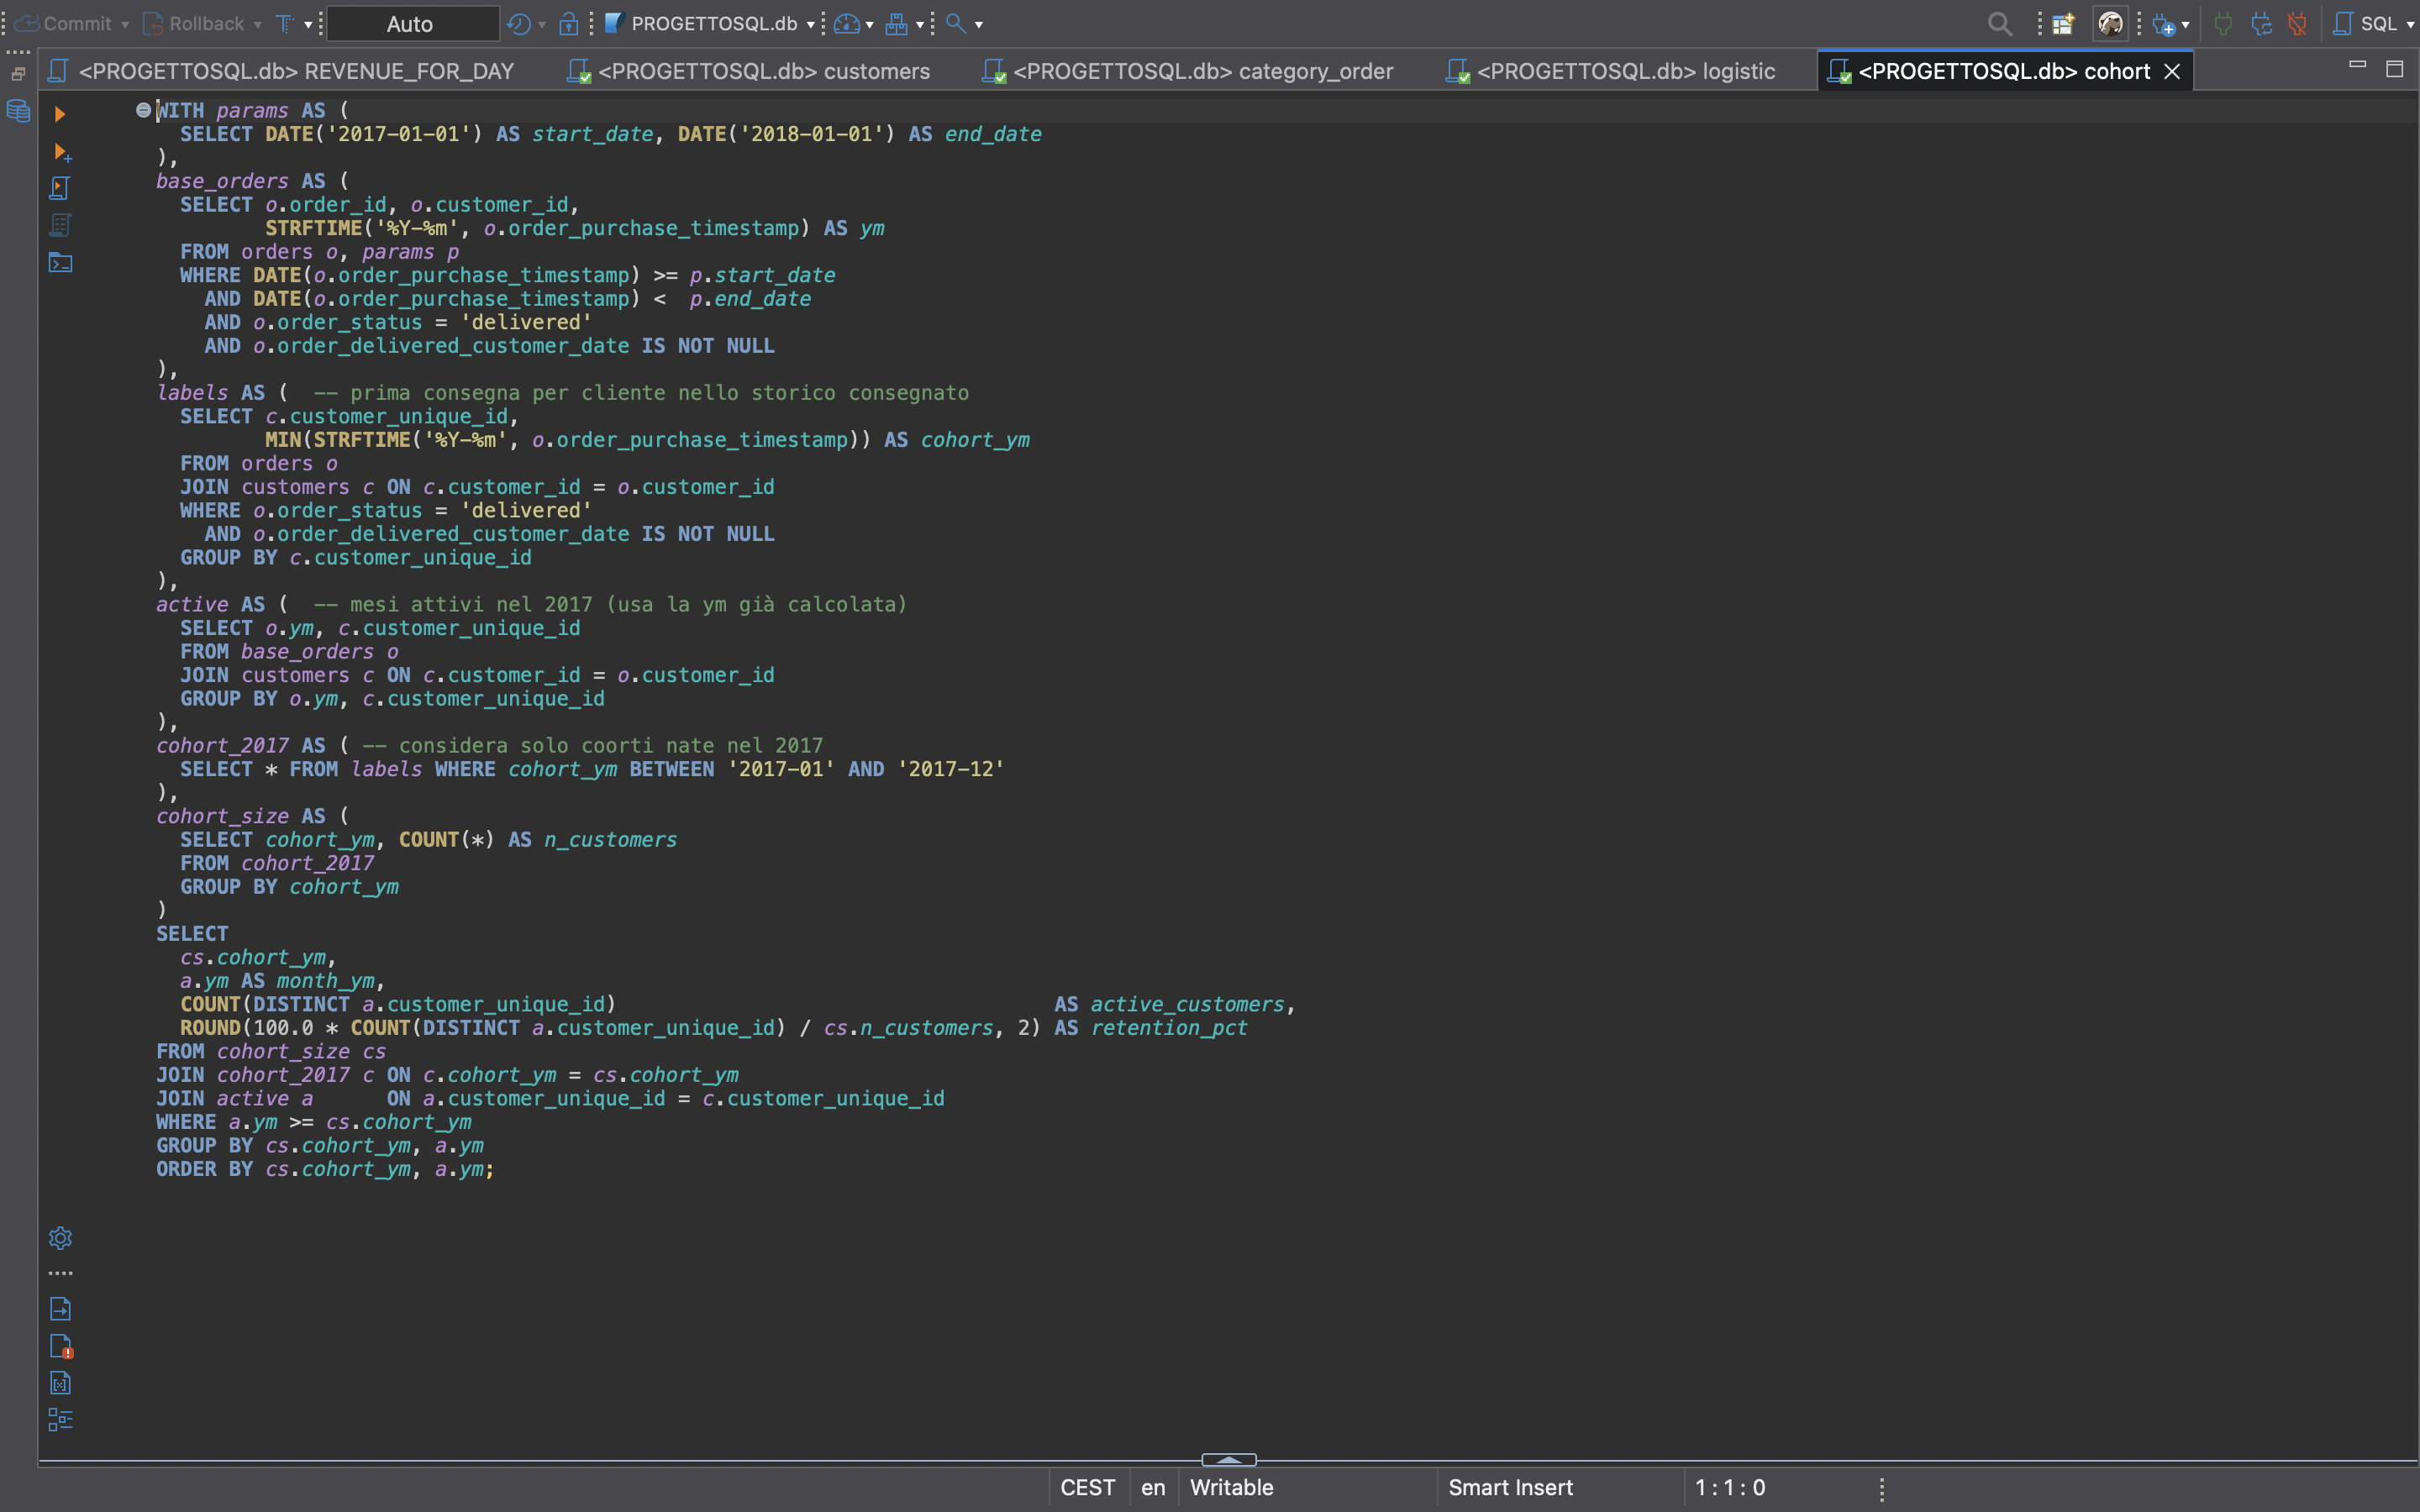 Commit Rollback Auto PROGETTOSQL.db SQL
<PROGETTOSQL.db> REVENUE_FOR_DAY <PROGETTOSQL.db> customers <PROGETTOSQL.db> category_order <PROGETTOSQL.db> logistic <PROGETTOSQL.db> cohort
WITH params AS (
  SELECT DATE('2017-01-01') AS start_date, DATE('2018-01-01') AS end_date
),
base_orders AS (
  SELECT o.order_id, o.customer_id,
         STRFTIME('%Y-%m', o.order_purchase_timestamp) AS ym
  FROM orders o, params p
  WHERE DATE(o.order_purchase_timestamp) >= p.start_date
    AND DATE(o.order_purchase_timestamp) <  p.end_date
    AND o.order_status = 'delivered'
    AND o.order_delivered_customer_date IS NOT NULL
),
labels AS (  -- prima consegna per cliente nello storico consegnato
  SELECT c.customer_unique_id,
         MIN(STRFTIME('%Y-%m', o.order_purchase_timestamp)) AS cohort_ym
  FROM orders o
  JOIN customers c ON c.customer_id = o.customer_id
  WHERE o.order_status = 'delivered'
    AND o.order_delivered_customer_date IS NOT NULL
  GROUP BY c.customer_unique_id
),
active AS (  -- mesi attivi nel 2017 (usa la ym già calcolata)
  SELECT o.ym, c.customer_unique_id
  FROM base_orders o
  JOIN customers c ON c.customer_id = o.customer_id
  GROUP BY o.ym, c.customer_unique_id
),
cohort_2017 AS ( -- considera solo coorti nate nel 2017
  SELECT * FROM labels WHERE cohort_ym BETWEEN '2017-01' AND '2017-12'
),
cohort_size AS (
  SELECT cohort_ym, COUNT(*) AS n_customers
  FROM cohort_2017
  GROUP BY cohort_ym
)
SELECT
  cs.cohort_ym,
  a.ym AS month_ym,
  COUNT(DISTINCT a.customer_unique_id)                                    AS active_customers,
  ROUND(100.0 * COUNT(DISTINCT a.customer_unique_id) / cs.n_customers, 2) AS retention_pct
FROM cohort_size cs
JOIN cohort_2017 c ON c.cohort_ym = cs.cohort_ym
JOIN active a      ON a.customer_unique_id = c.customer_unique_id
WHERE a.ym >= cs.cohort_ym
GROUP BY cs.cohort_ym, a.ym
ORDER BY cs.cohort_ym, a.ym;
CEST en Writable Smart Insert 1 : 1 : 0